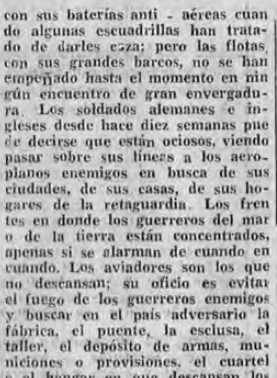 con sus baterías anti - aéreas cuan
do algunas escuadrillas han trata-
do de darles caza; pero las flotas,
con sus grandes barcos, no se han
empeñado hasta el momento en nin
gún encuentro de gran envergadu-
ra. Los soldados alemanes e in-
gleses desde hace diez semanas pue
de decirse que están ociosos, viendo
pasar sobre sus líneas a los aero-
planos enemigos en busca de sus
ciudades, de sus casas, de sus ho-
gares de la retaguardia. Los fren
tes en donde los guerreros del mar
o de la tierra están concentrados,
apenas si se alarman de cuando en
cuando. Los aviadores son los que
no descansan; su oficio es evitar
el fuego de los guerreros enemigos
y buscar en el país adversario la
fábrica, el puente, la esclusa, el
taller, el depósito de armas, mu-
niciones o provisiones, el cuartel
o el hangar en que descansan los